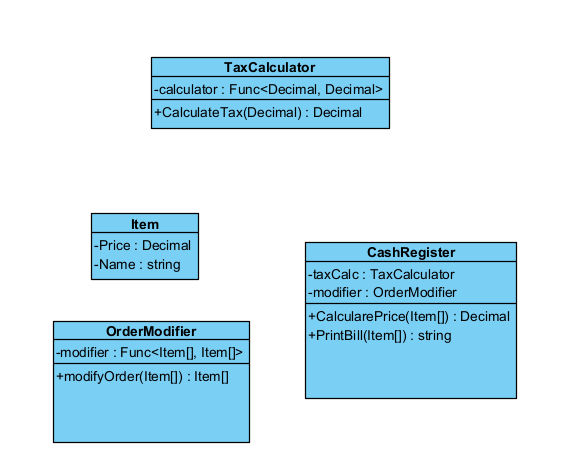 TaxCalculator
-calculator : Func<Decimal, Decimal>
+CalculateTax(Decimal) : Decimal
Item
-Price : Decimal
-Name : string
CashRegister
-taxCalc : TaxCalculator
-modifier : OrderModifier
+CalcularePrice(Item[]) : Decimal
+PrintBill(Item[]) : string
OrderModifier
-modifier : Func<Item[], Item[]>
+modifyOrder(Item[]) : Item[]